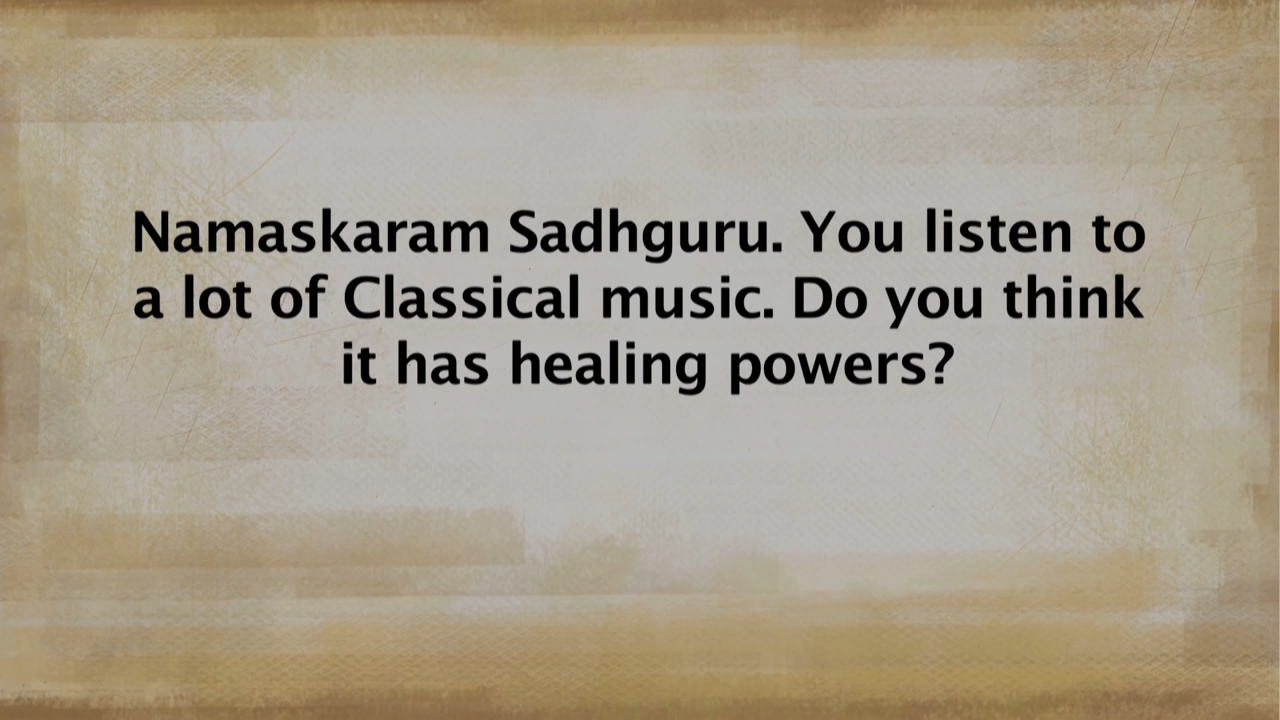 Namaskaram Sadhguru. You listen to
a lot of Classical music. Do you think
it has healing powers?